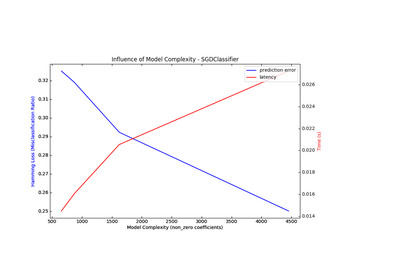 Influence of Model Complexity - SGDClassifier
prediction error
latency
0.32
0.31
0.30
0.29
0.28
0.27
0.26
0.25
Hamming Loss (Misclassification Ratio)
0.026
0.024
0.022
0.020
0.018
0.016
0.014
Time (s)
500 1000 1500 2000 2500 3000 3500 4000 4500
Model Complexity (non_zero coefficients)